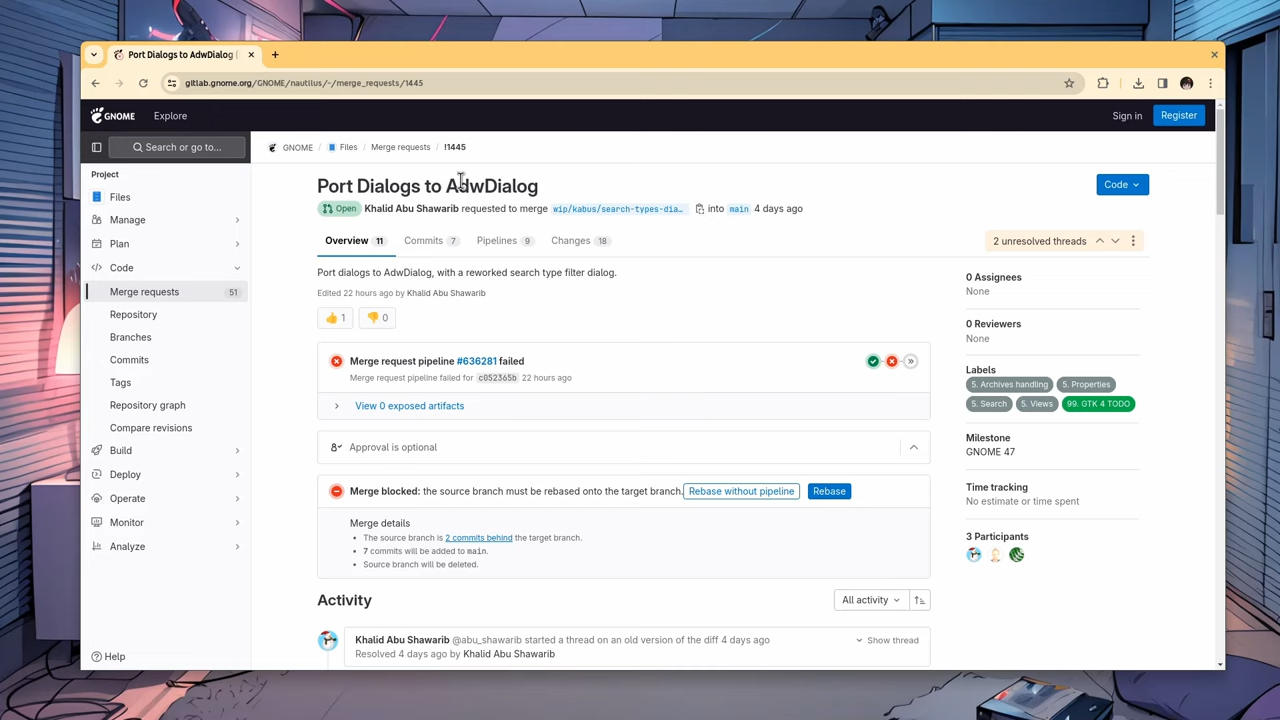 Port Dialogs to AdwDialog (
gitlab.gnome.org/GNOME/nautilus/-/merge_requests/1445
GNOME Explore Sign in Register
Search or go to...
GNOME / Files / Merge requests / !1445
Project
Files
Manage
Plan
Code
Merge requests 51
Repository
Branches
Commits
Tags
Repository graph
Compare revisions
Build
Deploy
Operate
Monitor
Analyze
Help
Port Dialogs to AdwDialog
Code
Open Khalid Abu Shawarib requested to merge wip/kabus/search-types-dia… into main 4 days ago
Overview 11 Commits 7 Pipelines 9 Changes 18
2 unresolved threads
Port dialogs to AdwDialog, with a reworked search type filter dialog.
Edited 22 hours ago by Khalid Abu Shawarib
👍 1 👎 0
Merge request pipeline #636281 failed
Merge request pipeline failed for c052365b 22 hours ago
View 0 exposed artifacts
Approval is optional
Merge blocked: the source branch must be rebased onto the target branch. Rebase without pipeline Rebase
Merge details
• The source branch is 2 commits behind the target branch.
• 7 commits will be added to main.
• Source branch will be deleted.
Activity
All activity
Khalid Abu Shawarib @abu_shawarib started a thread on an old version of the diff 4 days ago
Show thread
Resolved 4 days ago by Khalid Abu Shawarib
0 Assignees
None
0 Reviewers
None
Labels
5. Archives handling 5. Properties
5. Search 5. Views 99. GTK 4 TODO
Milestone
GNOME 47
Time tracking
No estimate or time spent
3 Participants